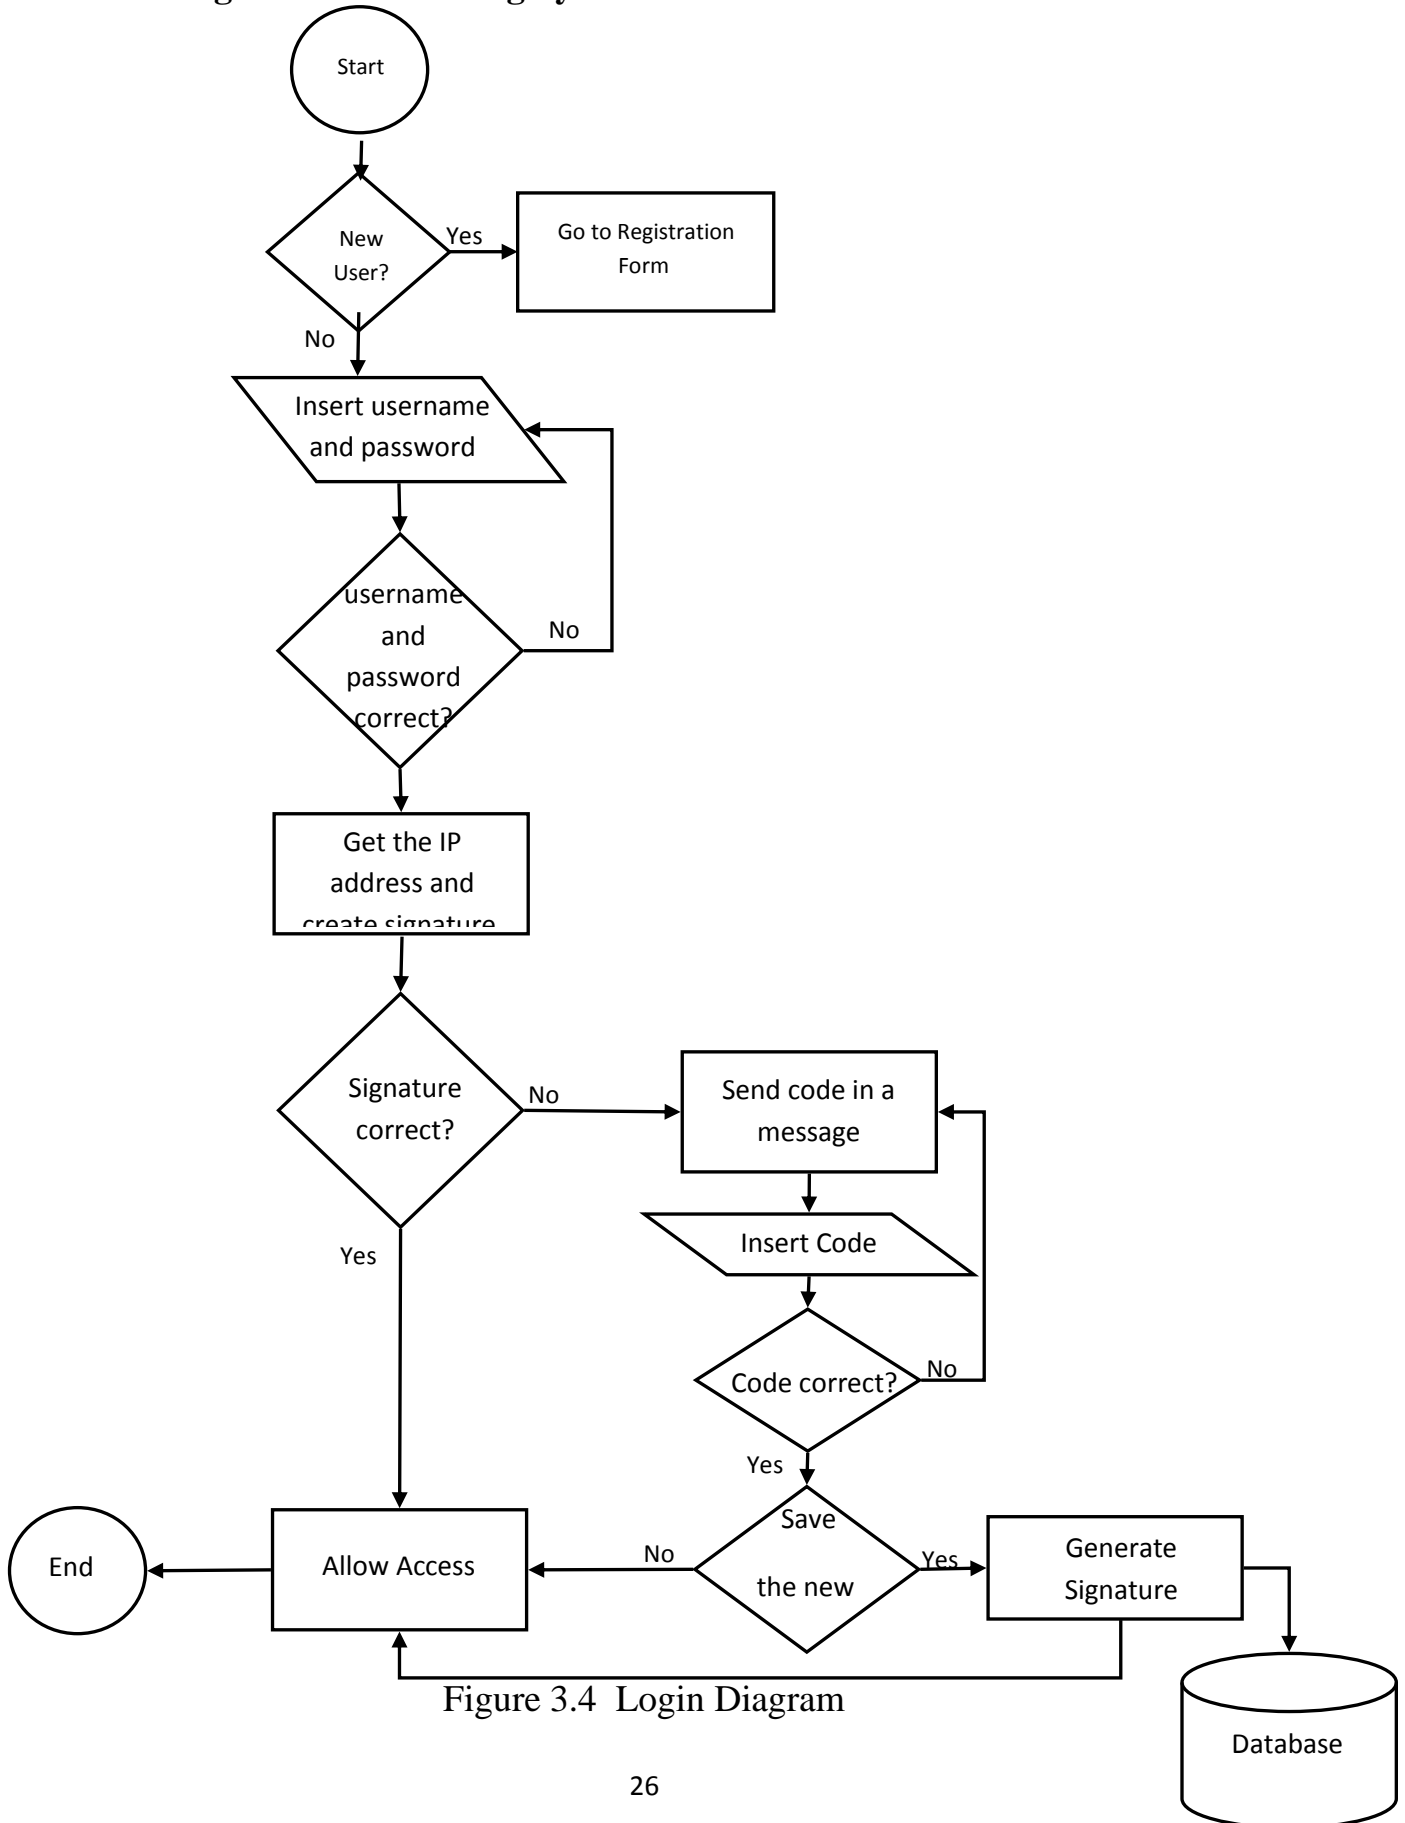 Start
New
User?
Yes
Go to Registration
Form
No
Insert username
and password
username
and
password
correct?
No
Get the IP
address and
create signature
Signature
correct?
No
Send code in a
message
Insert Code
Yes
Code correct?
No
Yes
Save
the new
No
Yes
Generate
Signature
Allow Access
End
Database
Figure 3.4 Login Diagram
26